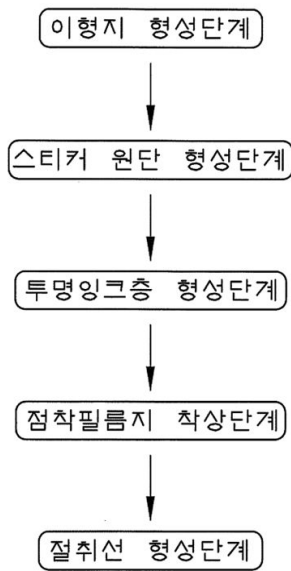 이형지 형성단계
스티커 원단 형성단계
투명잉크층 형성단계
점착필름지 착상단계
절취선 형성단계